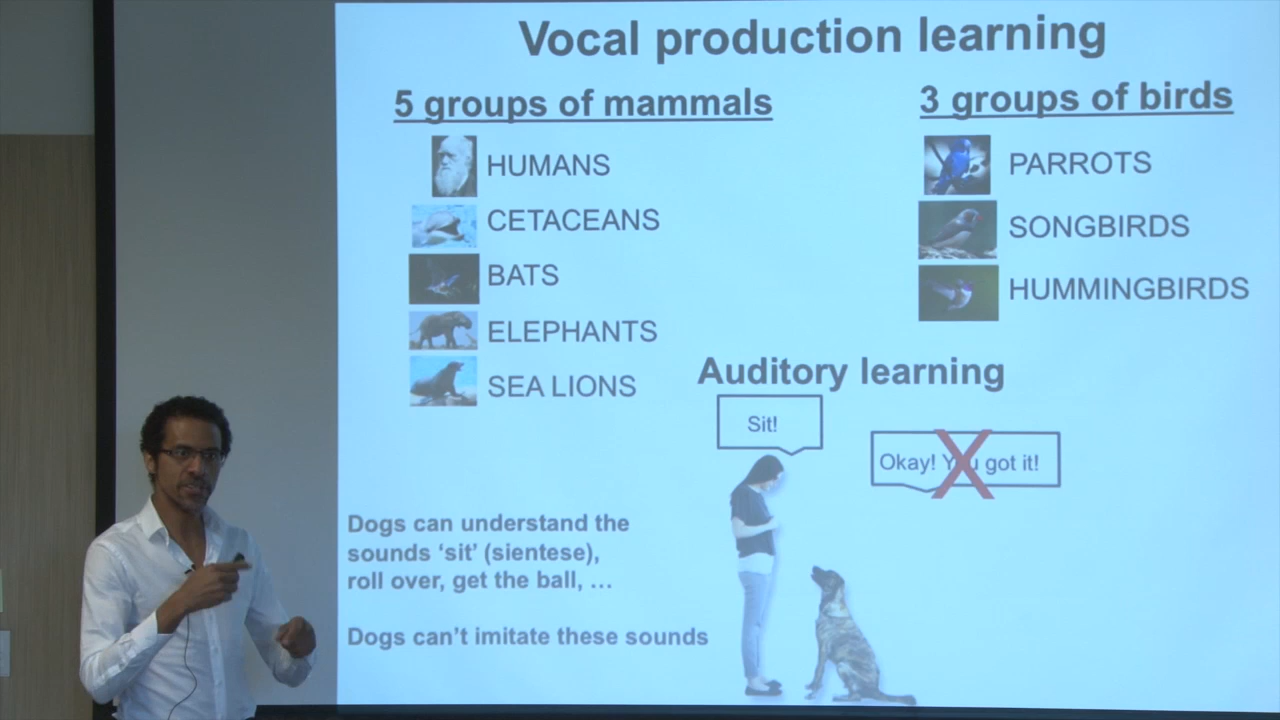 Vocal production learning
5 groups of mammals
HUMANS
CETACEANS
BATS
ELEPHANTS
SEA LIONS
3 groups of birds
PARROTS
SONGBIRDS
HUMMINGBIRDS
Auditory learning
Sit!
Okay! You got it!
Dogs can understand the
sounds ‘sit’ (sientese),
roll over, get the ball, …
Dogs can’t imitate these sounds